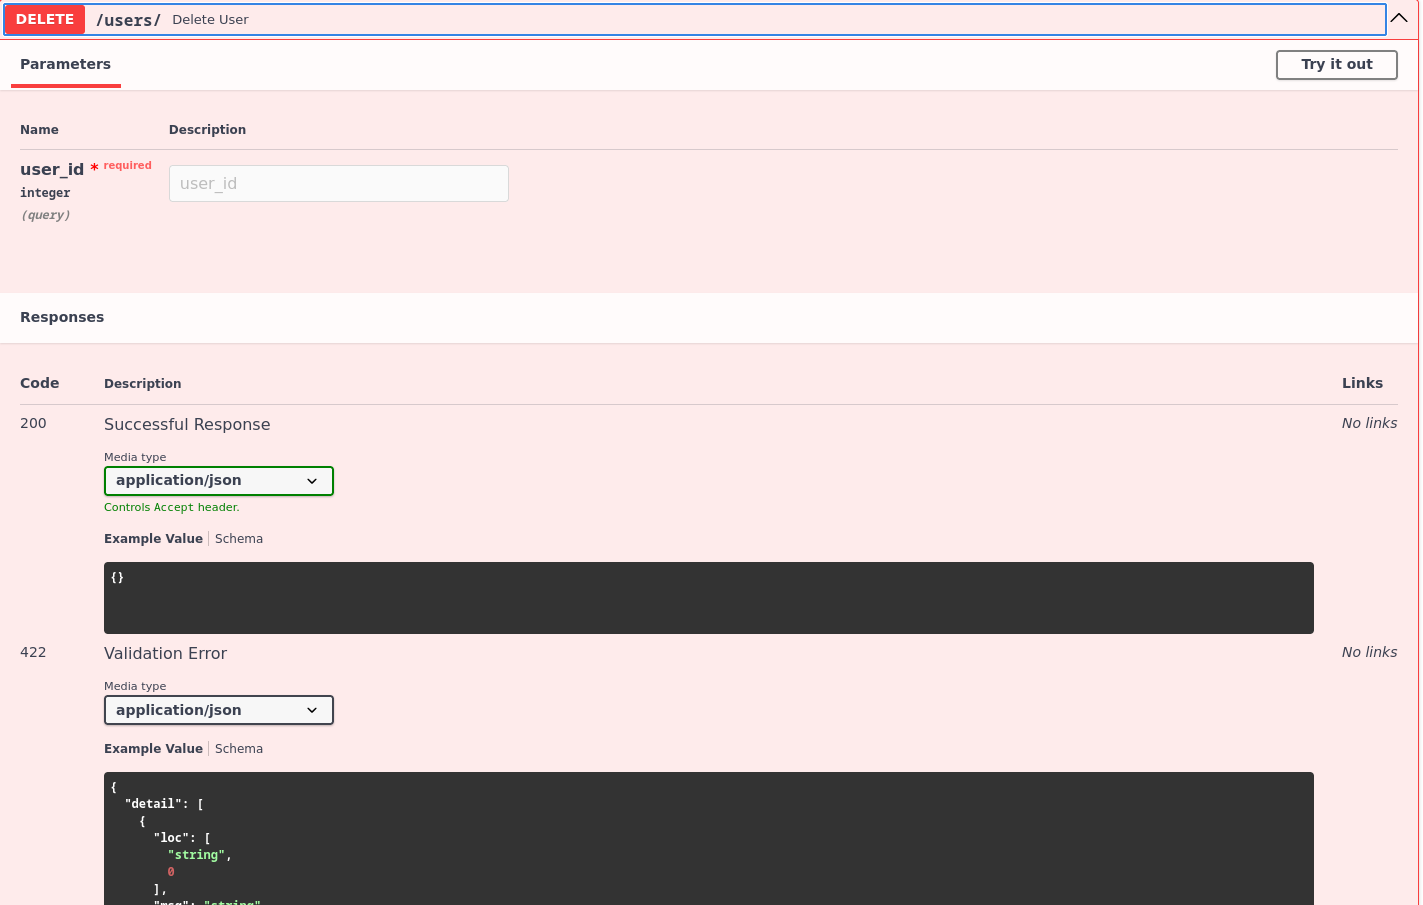 DELETE /users/ Delete User
Parameters
Try it out
Name Description
user_id * required
integer
(query)
user_id
Responses
Code Description Links
200 Successful Response No links
Media type
application/json
Controls Accept header.
Example Value Schema
{}
422 Validation Error No links
Media type
application/json
Example Value Schema
{
"detail": [
{
"loc": [
"string",
0
],
"msg": "string",